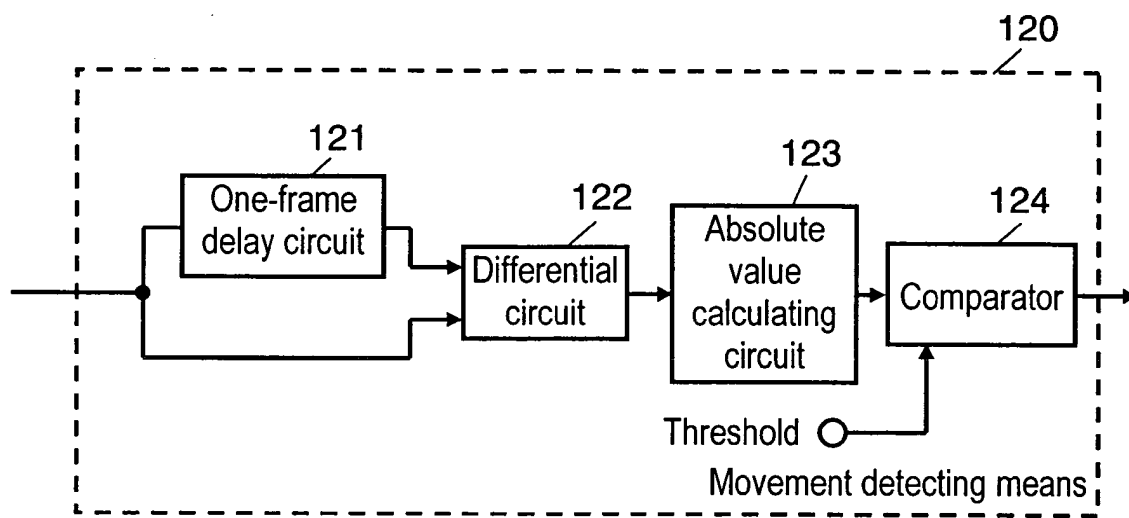 120
121
One-frame
delay circuit
122
Differential
circuit
123
Absolute
value
calculating
circuit
124
Comparator
Threshold
Movement detecting means